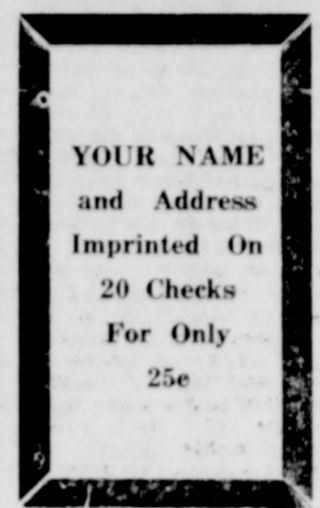 YOUR NAME
and Address
Imprinted On
20 Checks
For Only
25c